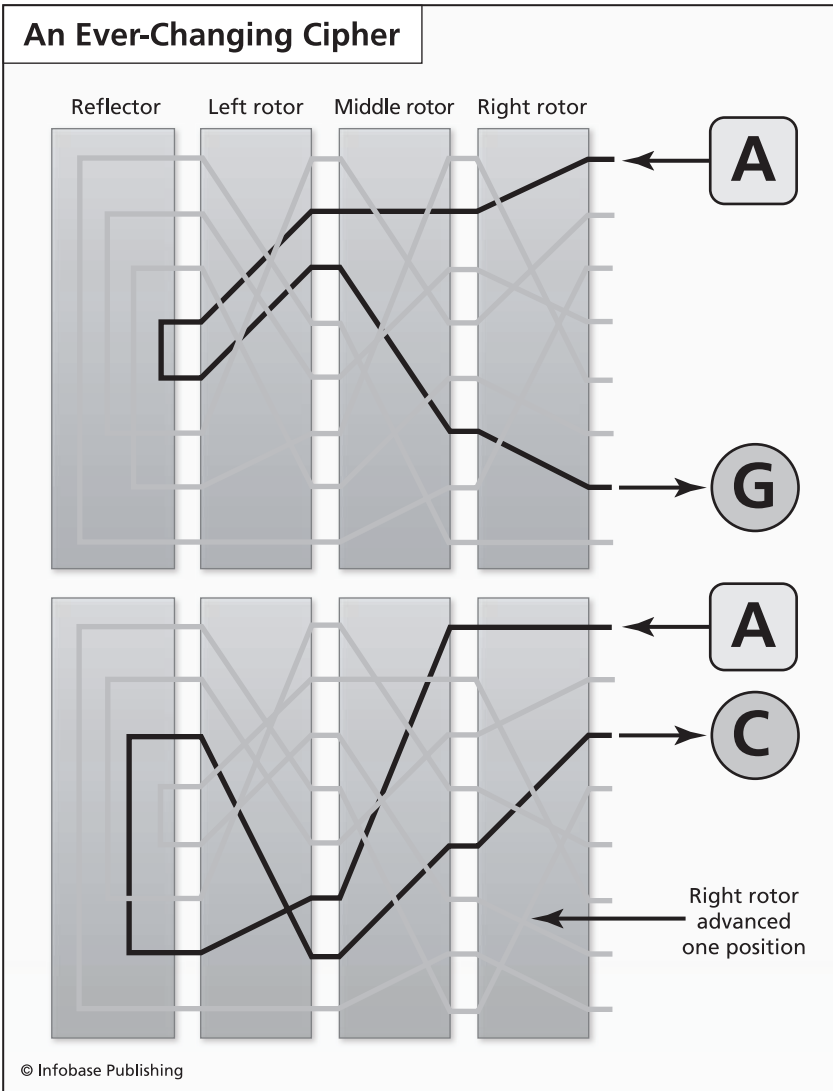 An Ever-Changing Cipher
Reflector Left rotor Middle rotor Right rotor
A
G
A
C
Right rotor
advanced
one position
© Infobase Publishing